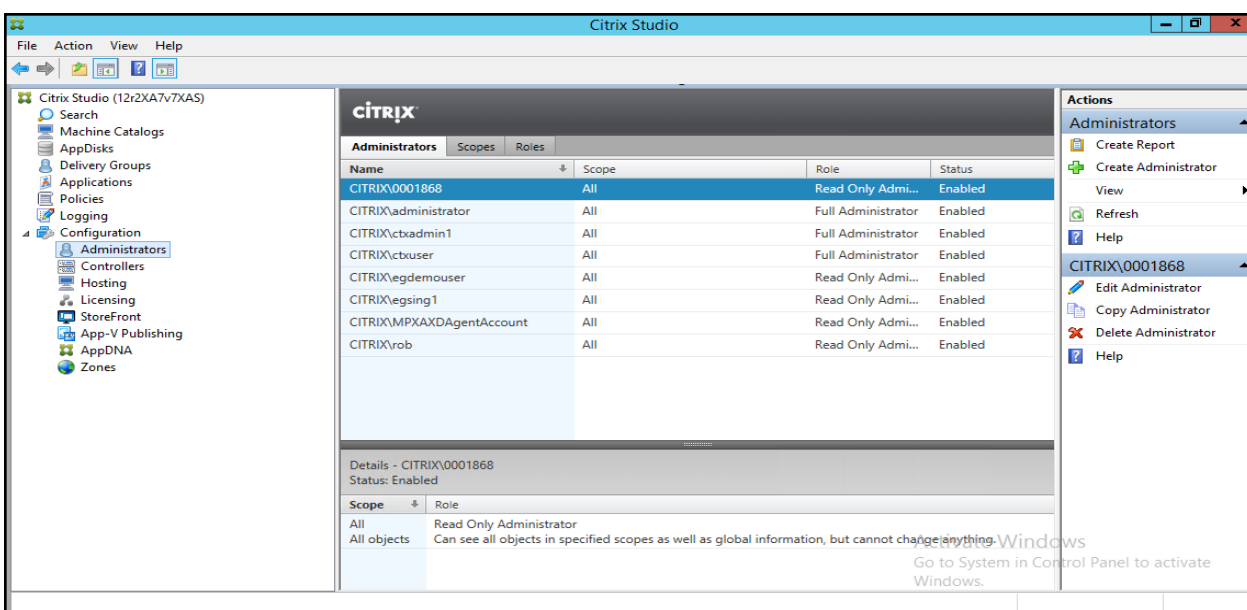 Citrix Studio
File Action View Help
Citrix Studio (12r2XA7v7XAS)
Search
Machine Catalogs
AppDisks
Delivery Groups
Applications
Policies
Logging
Configuration
Administrators
Controllers
Hosting
Licensing
StoreFront
App-V Publishing
AppDNA
Zones
CITRIX
Administrators Scopes Roles
Name Scope Role Status
CITRIX\0001868 All Read Only Admi... Enabled
CITRIX\administrator All Full Administrator Enabled
CITRIX\ctxadmin1 All Full Administrator Enabled
CITRIX\ctxuser All Full Administrator Enabled
CITRIX\egdemouser All Read Only Admi... Enabled
CITRIX\egsing1 All Read Only Admi... Enabled
CITRIX\MPXAXDAgentAccount All Read Only Admi... Enabled
CITRIX\rob All Read Only Admi... Enabled
Details - CITRIX\0001868
Status: Enabled
Scope Role
All Read Only Administrator
All objects Can see all objects in specified scopes as well as global information, but cannot change anything.
Actions
Administrators
Create Report
Create Administrator
View
Refresh
Help
CITRIX\0001868
Edit Administrator
Copy Administrator
Delete Administrator
Help
Activate Windows
Go to System in Control Panel to activate
Windows.